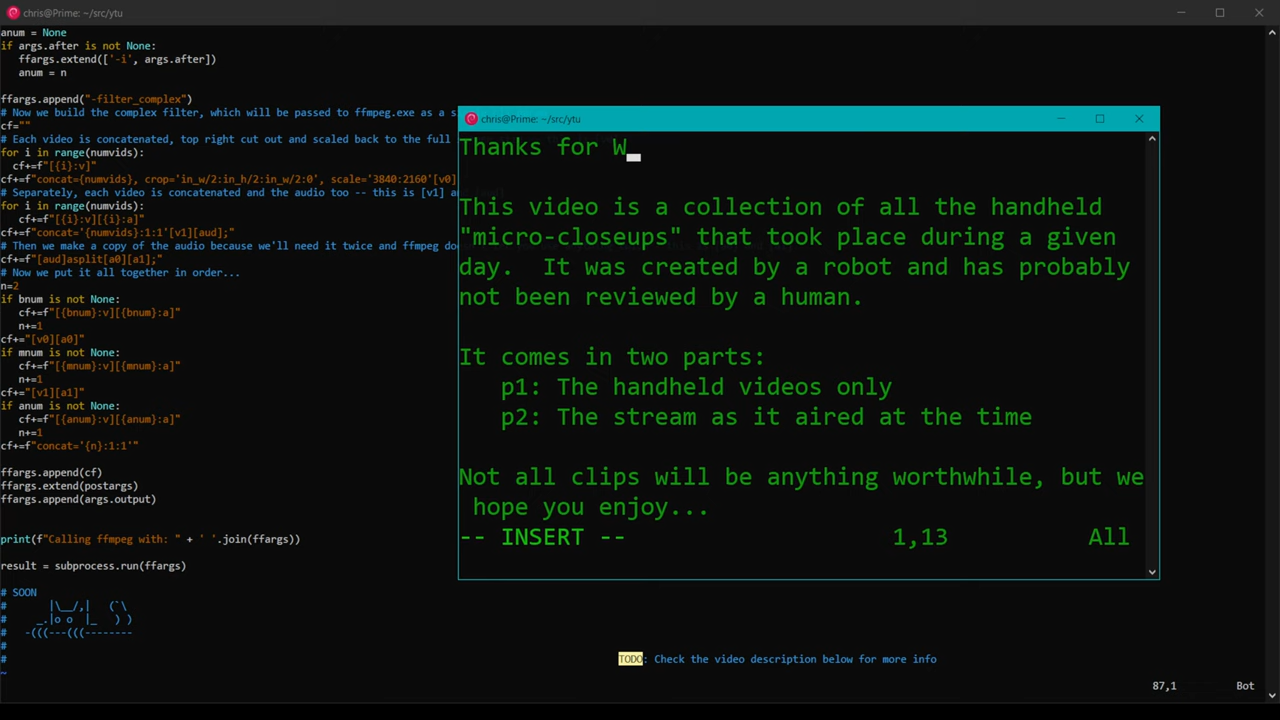 chris@Prime: ~/src/ytu
anum = None
if args.after is not None:
   ffargs.extend(['-i', args.after])
   anum = n
ffargs.append("-filter_complex")
# Now we build the complex filter, which will be passed to ffmpeg.exe as a s
cf=""
# Each video is concatenated, top right cut out and scaled back to the full
for i in range(numvids):
  cf+=f"[{i}:v]"
cf+=f"concat={numvids}, crop='in_w/2:in_h/2:in_w/2:0', scale='3840:2160'[v0]
# Separately, each video is concatenated and the audio too -- this is [v1] a
for i in range(numvids):
   cf+=f"[{i}:v][{i}:a]"
cf+=f"concat='{numvids}:1:1'[v1][aud];"
# Then we make a copy of the audio because we'll need it twice and ffmpeg do
cf+=f"[aud]asplit[a0][a1];"
# Now we put it all together in order...
n=2
if bnum is not None:
   cf+=f"[{bnum}:v][{bnum}:a]"
   n+=1
cf+="[v0][a0]"
if mnum is not None:
   cf+=f"[{mnum}:v][{mnum}:a]"
   n+=1
cf+="[v1][a1]"
if anum is not None:
   cf+=f"[{anum}:v][{anum}:a]"
   n+=1
cf+=f"concat='{n}:1:1'"
ffargs.append(cf)
ffargs.extend(postargs)
ffargs.append(args.output)
print(f"Calling ffmpeg with: " + ' '.join(ffargs))
result = subprocess.run(ffargs)
# SOON
#     |\__/,|   (`\
#   _.|o o  |_   ) )
#  -(((---(((--------
#
#
~
chris@Prime: ~/src/ytu
Thanks for W
This video is a collection of all the handheld
"micro-closeups" that took place during a given
day.  It was created by a robot and has probably
not been reviewed by a human.
It comes in two parts:
   p1: The handheld videos only
   p2: The stream as it aired at the time
Not all clips will be anything worthwhile, but we
 hope you enjoy...
-- INSERT -- 1,13 All
TODO: Check the video description below for more info
87,1 Bot